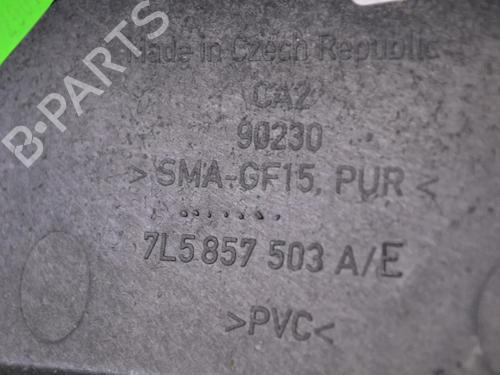 B-PARTS
Made in Czech Republic
CA2
90230
>SMA-GF15, PUR<
7L5 857 503 A/E
>PVC<